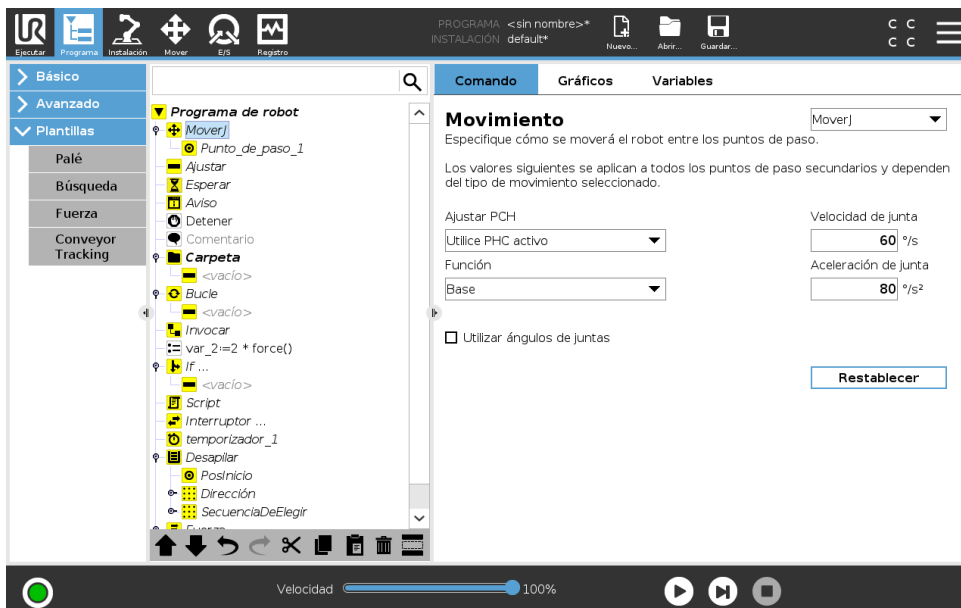 PROGRAMA <sin nombre>*
INSTALACIÓN default*
Ejecutar
Programa
Instalación
Mover
E/S
Registro
Nuevo...
Abrir...
Guardar...
C C
C C
Básico
Avanzado
Plantillas
Palé
Búsqueda
Fuerza
Conveyor
Tracking
Programa de robot
MoverJ
Punto_de_paso_1
Ajustar
Esperar
Aviso
Detener
Comentario
Carpeta
<vacío>
Bucle
<vacío>
Invocar
var_2:=2 * force()
If ...
<vacío>
Script
Interruptor ...
temporizador_1
Desapilar
PosInicio
Dirección
SecuenciaDeElegir
Fuerza
Comando
Gráficos
Variables
Movimiento
MoverJ
Especifique cómo se moverá el robot entre los puntos de paso.
Los valores siguientes se aplican a todos los puntos de paso secundarios y dependen
del tipo de movimiento seleccionado.
Ajustar PCH
Velocidad de junta
Utilice PHC activo
60 °/s
Función
Aceleración de junta
Base
80 °/s²
Utilizar ángulos de juntas
Restablecer
Velocidad
100%